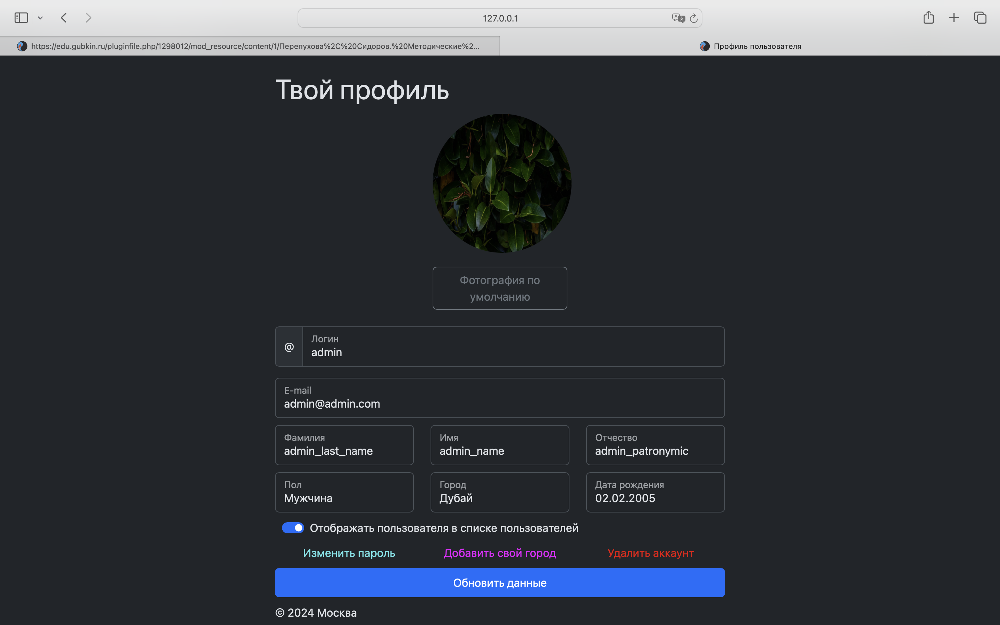 127.0.0.1
https://edu.gubkin.ru/pluginfile.php/1298012/mod_resource/content/1/Перепухова%2C%20Сидоров.%20Методические%2...
Профиль пользователя
Твой профиль
Фотография по
умолчанию
@
Логин
admin
E-mail
admin@admin.com
Фамилия
admin_last_name
Имя
admin_name
Отчество
admin_patronymic
Пол
Мужчина
Город
Дубай
Дата рождения
02.02.2005
Отображать пользователя в списке пользователей
Изменить пароль
Добавить свой город
Удалить аккаунт
Обновить данные
© 2024 Москва